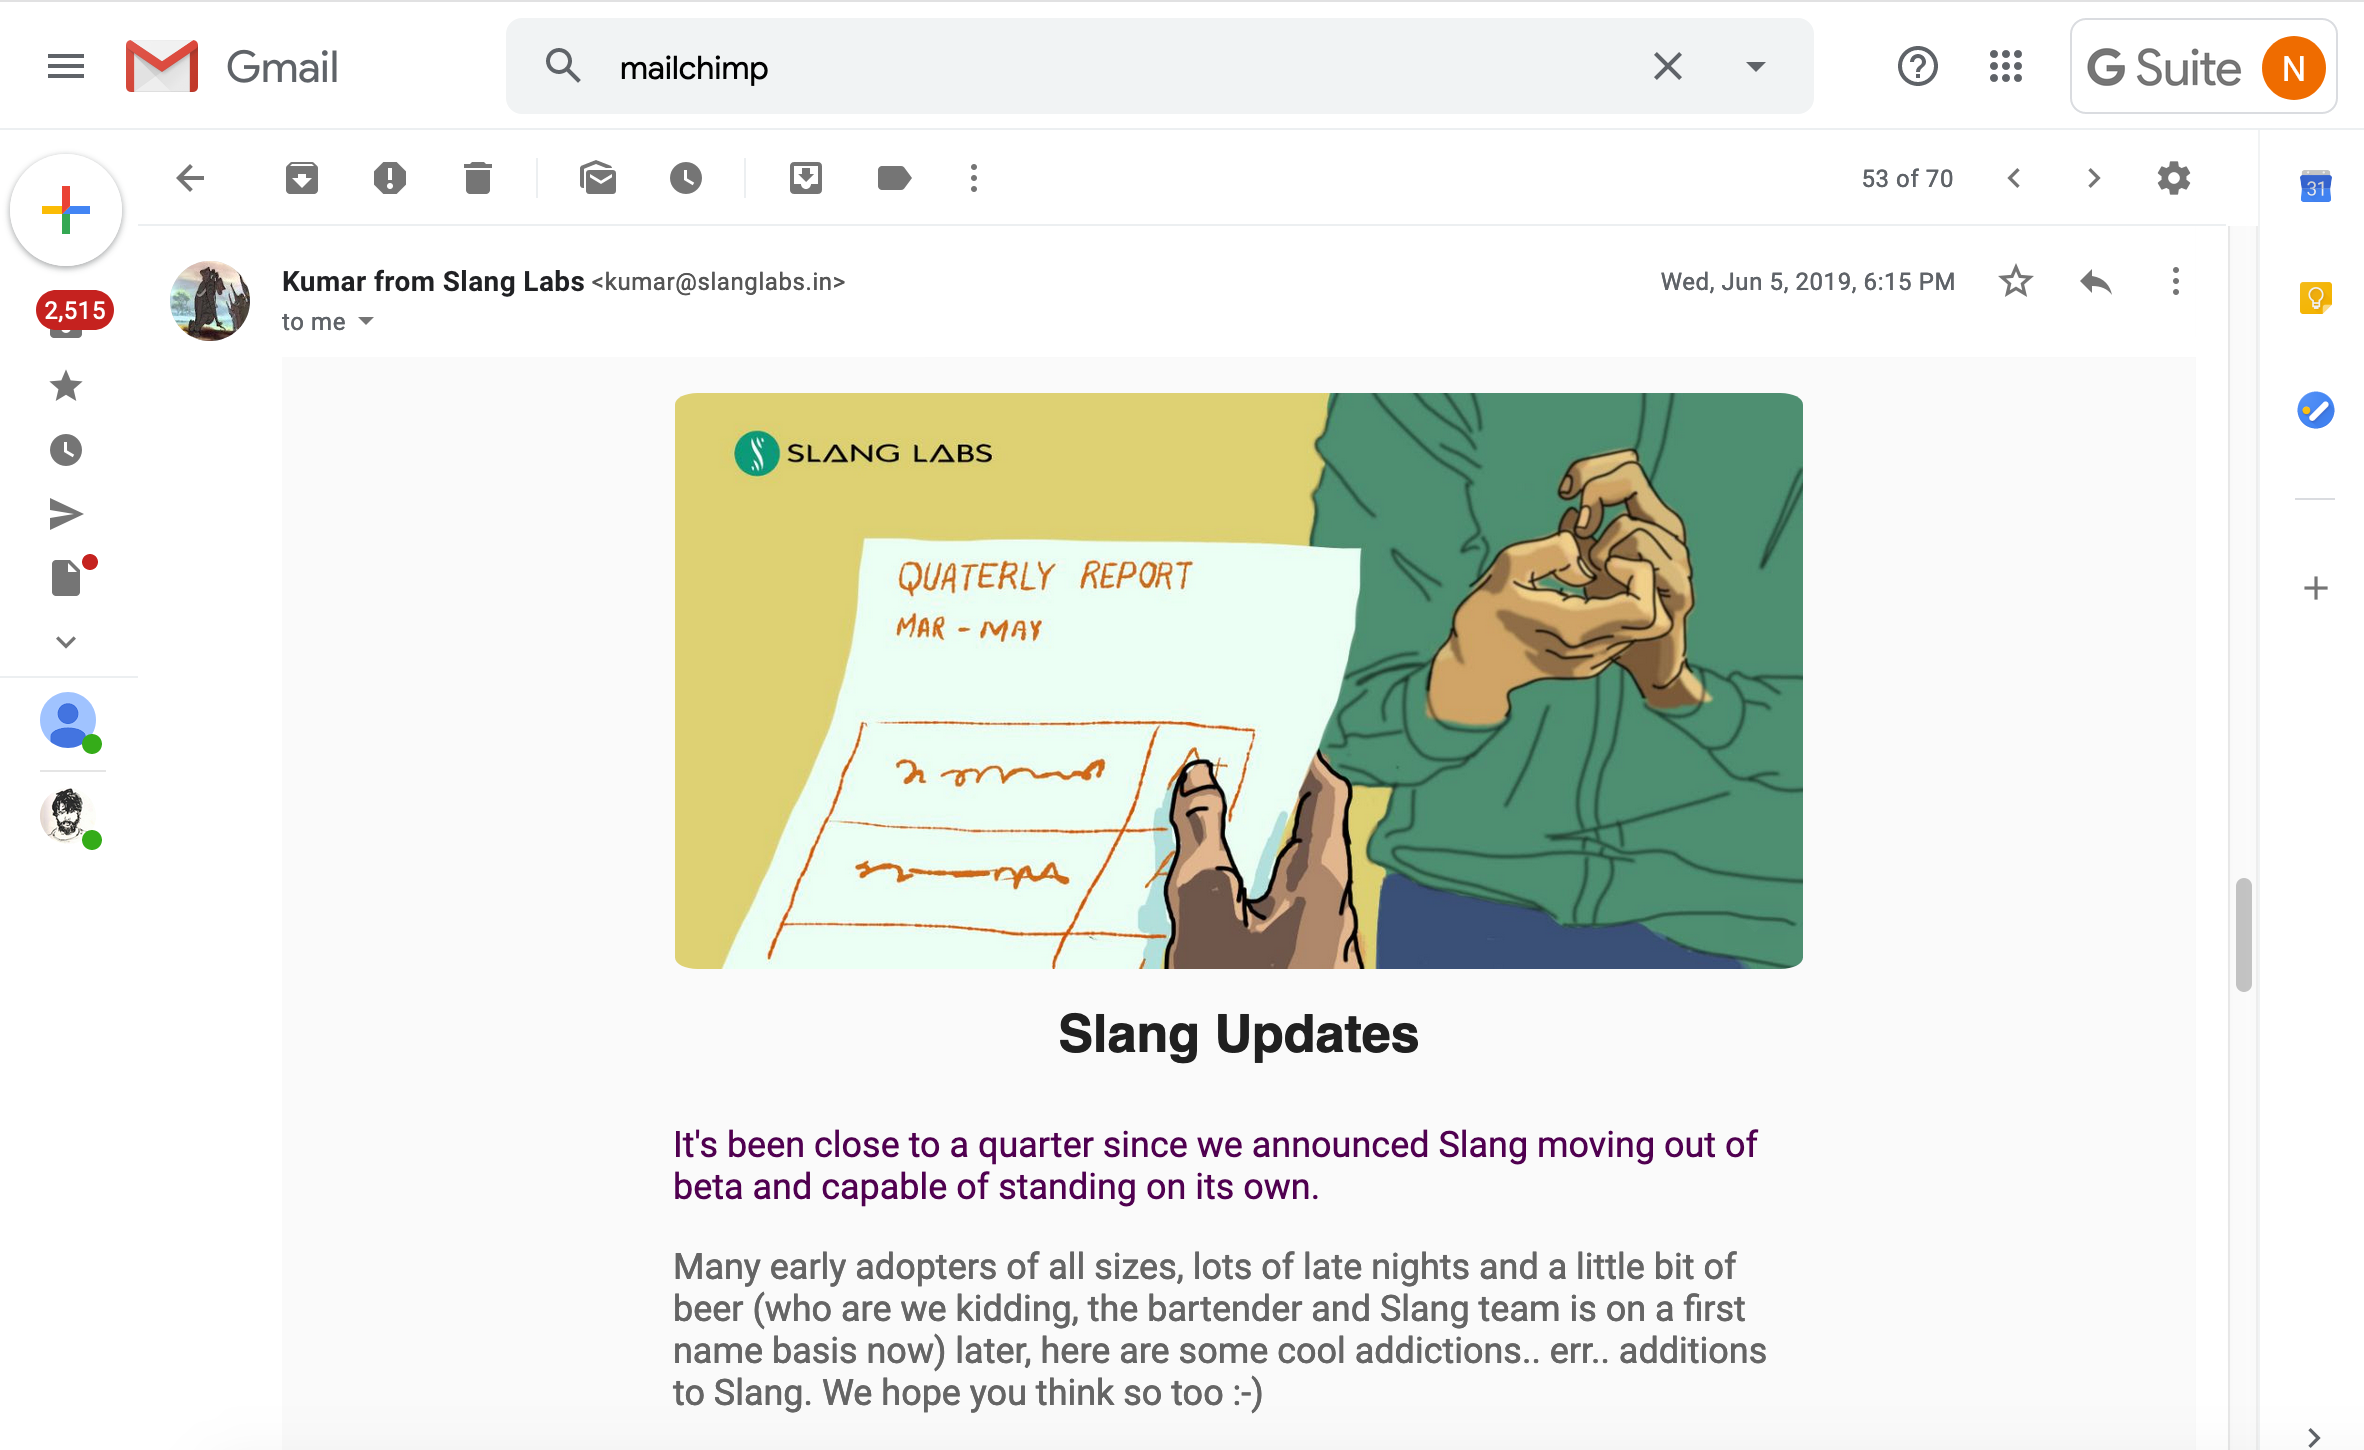 Gmail
mailchimp
G Suite
N
53 of 70
31
2,515
Kumar from Slang Labs <kumar@slanglabs.in>
Wed, Jun 5, 2019, 6:15 PM
to me
SLANG LABS
QUATERLY REPORT
MAR - MAY
A+
Slang Updates
It's been close to a quarter since we announced Slang moving out of
beta and capable of standing on its own.
Many early adopters of all sizes, lots of late nights and a little bit of
beer (who are we kidding, the bartender and Slang team is on a first
name basis now) later, here are some cool addictions.. err.. additions
to Slang. We hope you think so too :-)